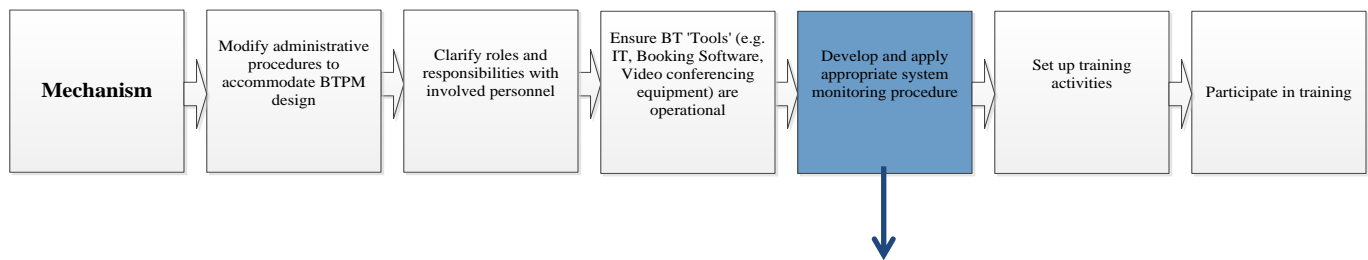 Mechanism
Modify administrative
procedures to
accommodate BTPM
design
Clarify roles and
responsibilities with
involved personnel
Ensure BT 'Tools' (e.g.
IT, Booking Software,
Video conferencing
equipment) are
operational
Develop and apply
appropriate system
monitoring procedure
Set up training
activities
Participate in training